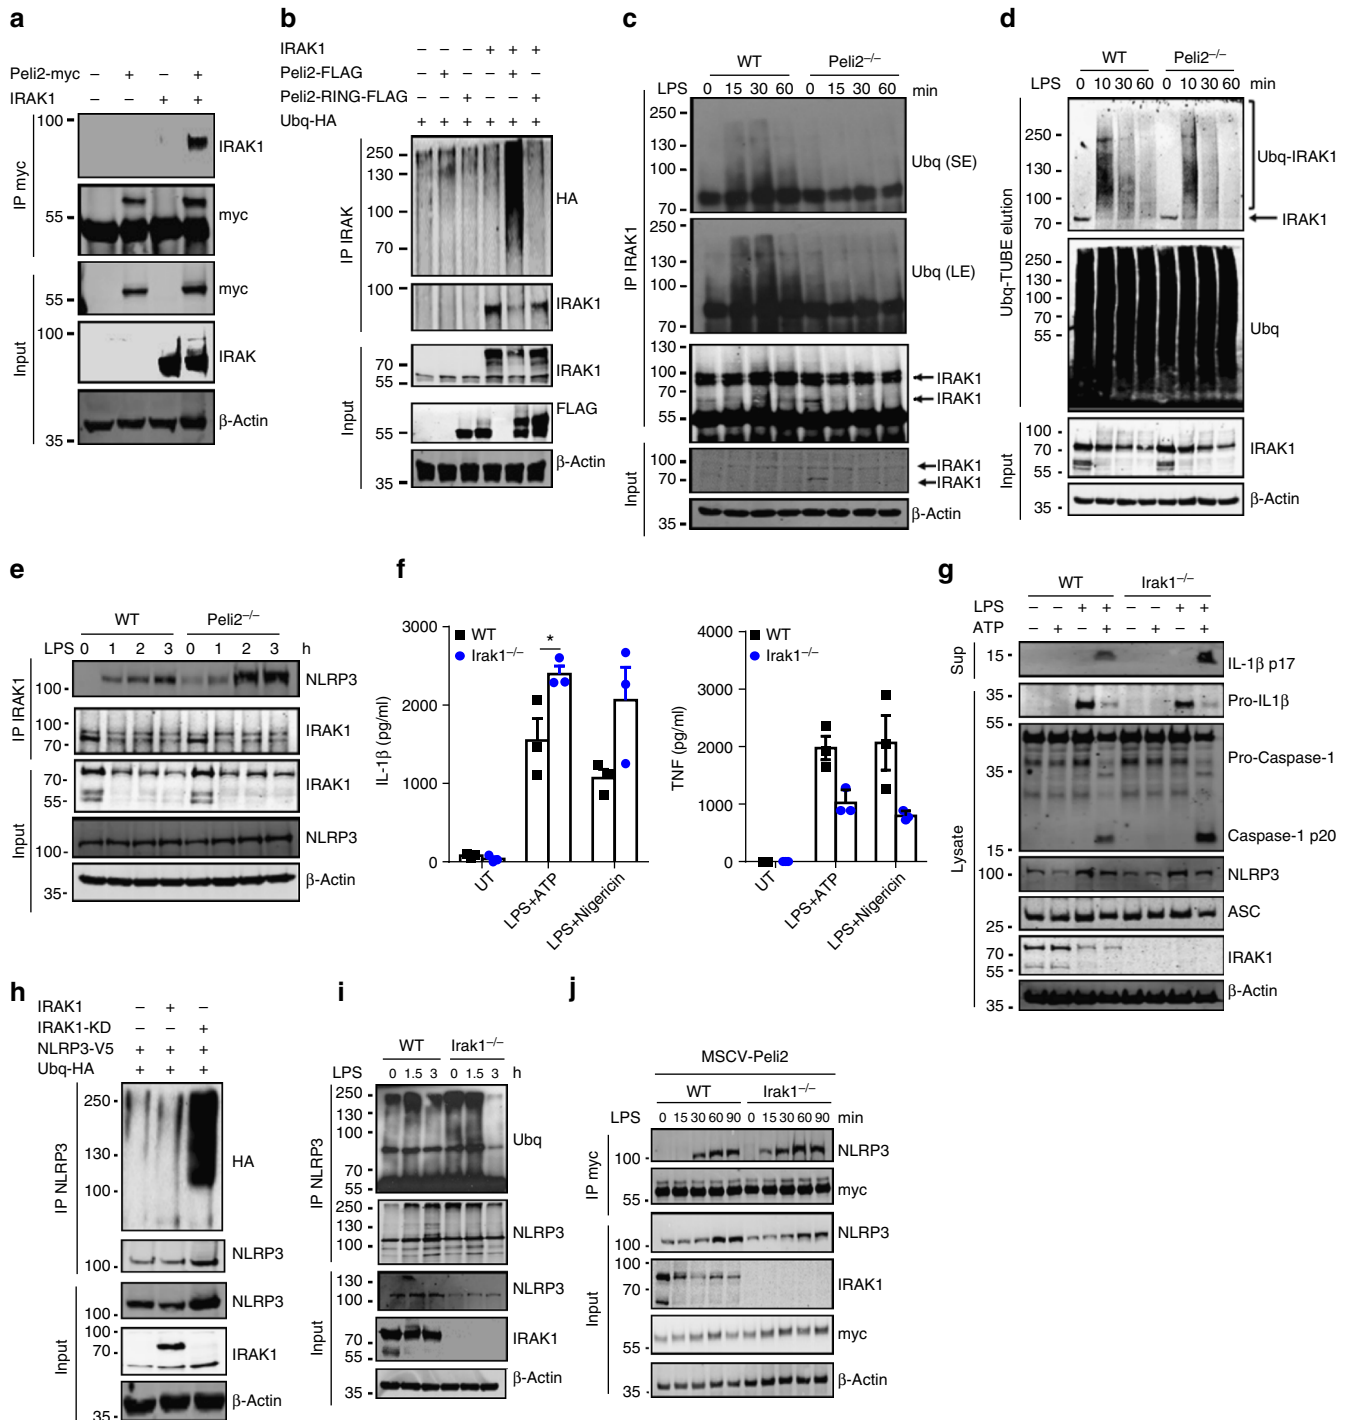 a
Peli2-myc – + – +
IRAK1 – – + +
IP myc
100
IRAK1
55
myc
Input
55
myc
100
IRAK
35
β-Actin
b
IRAK1 – – – + + +
Peli2-FLAG – + – – + –
Peli2-RING-FLAG – – + – – +
Ubq-HA + + + + + +
IP IRAK
250
130
100
70
HA
100
IRAK1
Input
70
55
IRAK1
55
FLAG
35
β-Actin
c
WT Peli2–/–
LPS 0 15 30 60 0 15 30 60 min
IP IRAK1
250
130
100
70
Ubq (SE)
250
130
100
70
Ubq (LE)
130
100
70
55
IRAK1
IRAK1
Input
100
70
IRAK1
IRAK1
35
β-Actin
d
WT Peli2–/–
LPS 0 10 30 60 0 10 30 60 min
Ubq-TUBE elution
250
130
100
70
Ubq-IRAK1
IRAK1
250
130
100
70
55
Ubq
Input
100
70
55
IRAK1
35
β-Actin
e
WT Peli2–/–
LPS 0 1 2 3 0 1 2 3 h
IP IRAK1
100
NLRP3
100
70
IRAK1
Input
70
55
IRAK1
100
NLRP3
35
β-Actin
f
IL-1β (pg/ml)
3000
2000
1000
0
WT
Irak1–/–
*
UT
LPS+ATP
LPS+Nigericin
TNF (pg/ml)
4000
3000
2000
1000
0
WT
Irak1–/–
UT
LPS+ATP
LPS+Nigericin
g
WT Irak1–/–
LPS – – + + – – + +
ATP – + – + – + – +
Sup
15
IL-1β p17
Lysate
35
Pro-IL1β
55
35
15
Pro-Caspase-1
Caspase-1 p20
100
NLRP3
25
ASC
70
55
IRAK1
35
β-Actin
h
IRAK1 – + –
IRAK1-KD – – +
NLRP3-V5 + + +
Ubq-HA + + +
IP NLRP3
250
130
100
HA
100
NLRP3
Input
100
NLRP3
100
70
IRAK1
35
β-Actin
i
WT Irak1–/–
LPS 0 1.5 3 0 1.5 3 h
IP NLRP3
250
130
100
70
55
Ubq
250
130
100
NLRP3
Input
130
100
NLRP3
70
55
IRAK1
35
β-Actin
j
MSCV-Peli2
WT Irak1–/–
LPS 0 15 30 60 90 0 15 30 60 90 min
IP myc
100
NLRP3
55
myc
Input
100
NLRP3
100
70
IRAK1
55
myc
35
β-Actin